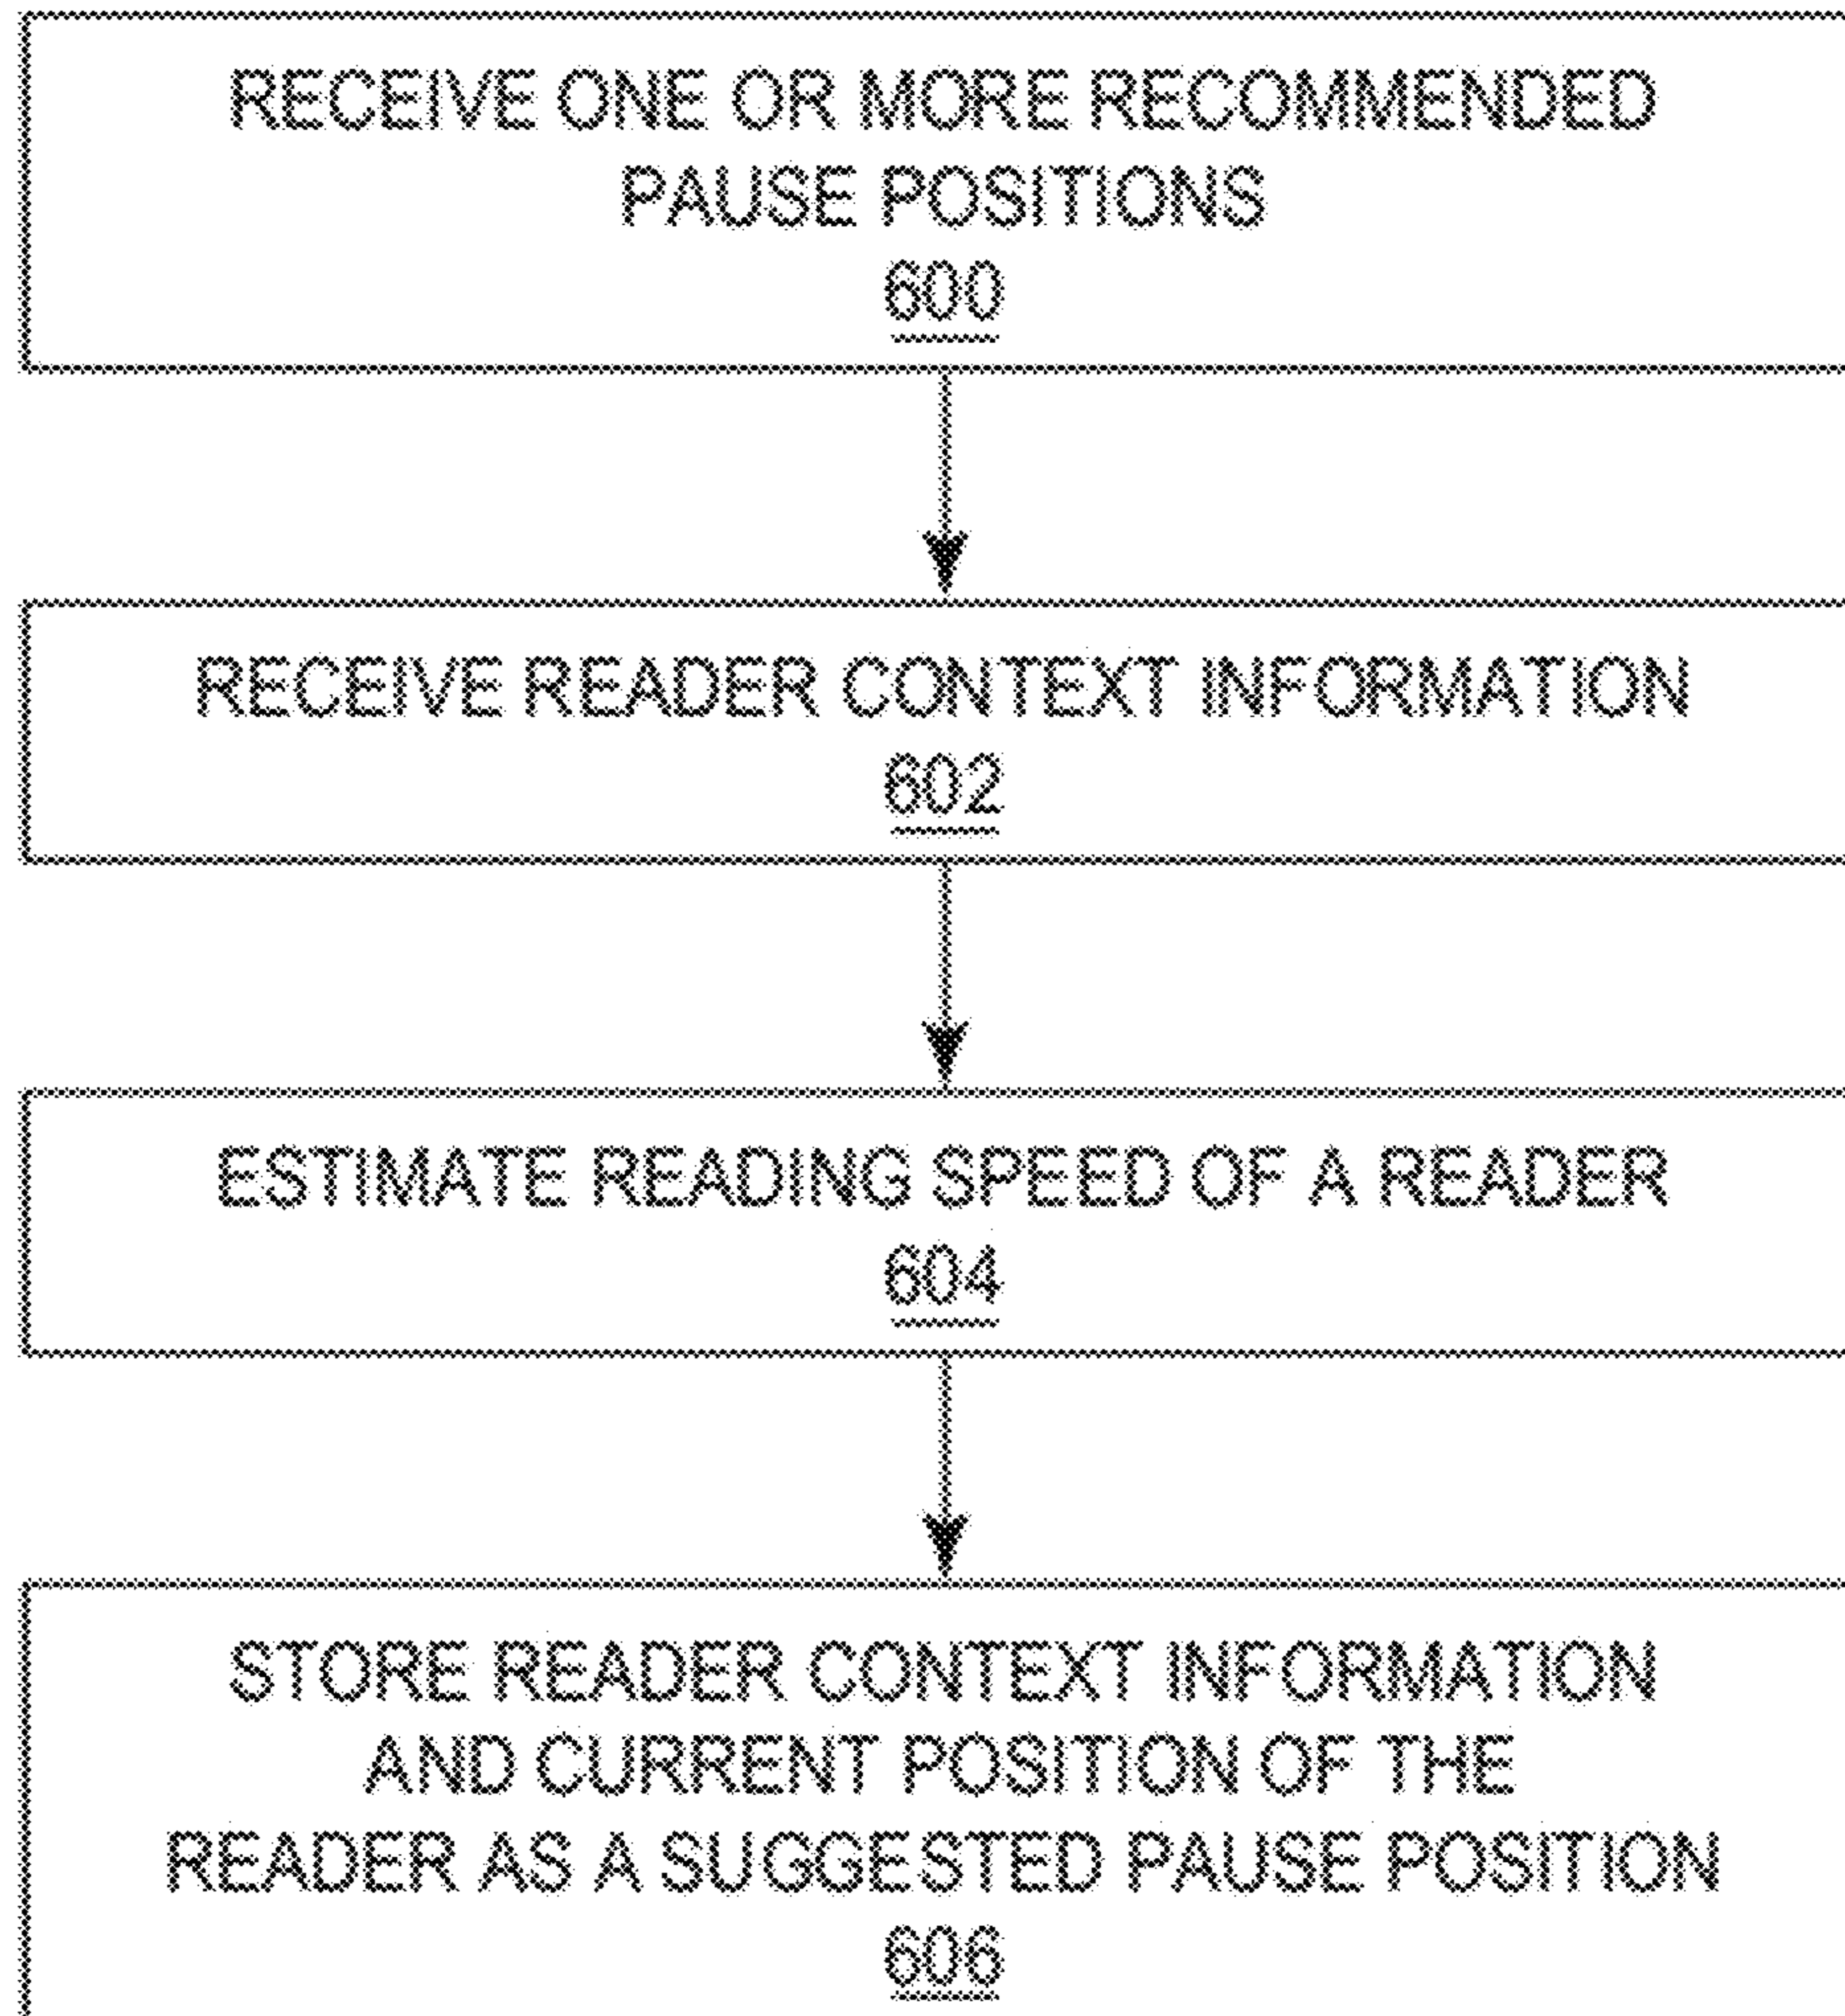 RECEIVE ONE OR MORE RECOMMENDED
PAUSE POSITIONS
600
RECEIVE READER CONTEXT INFORMATION
602
ESTIMATE READING SPEED OF A READER
604
STORE READER CONTEXT INFORMATION
AND CURRENT POSITION OF THE
READER AS A SUGGESTED PAUSE POSITION
606